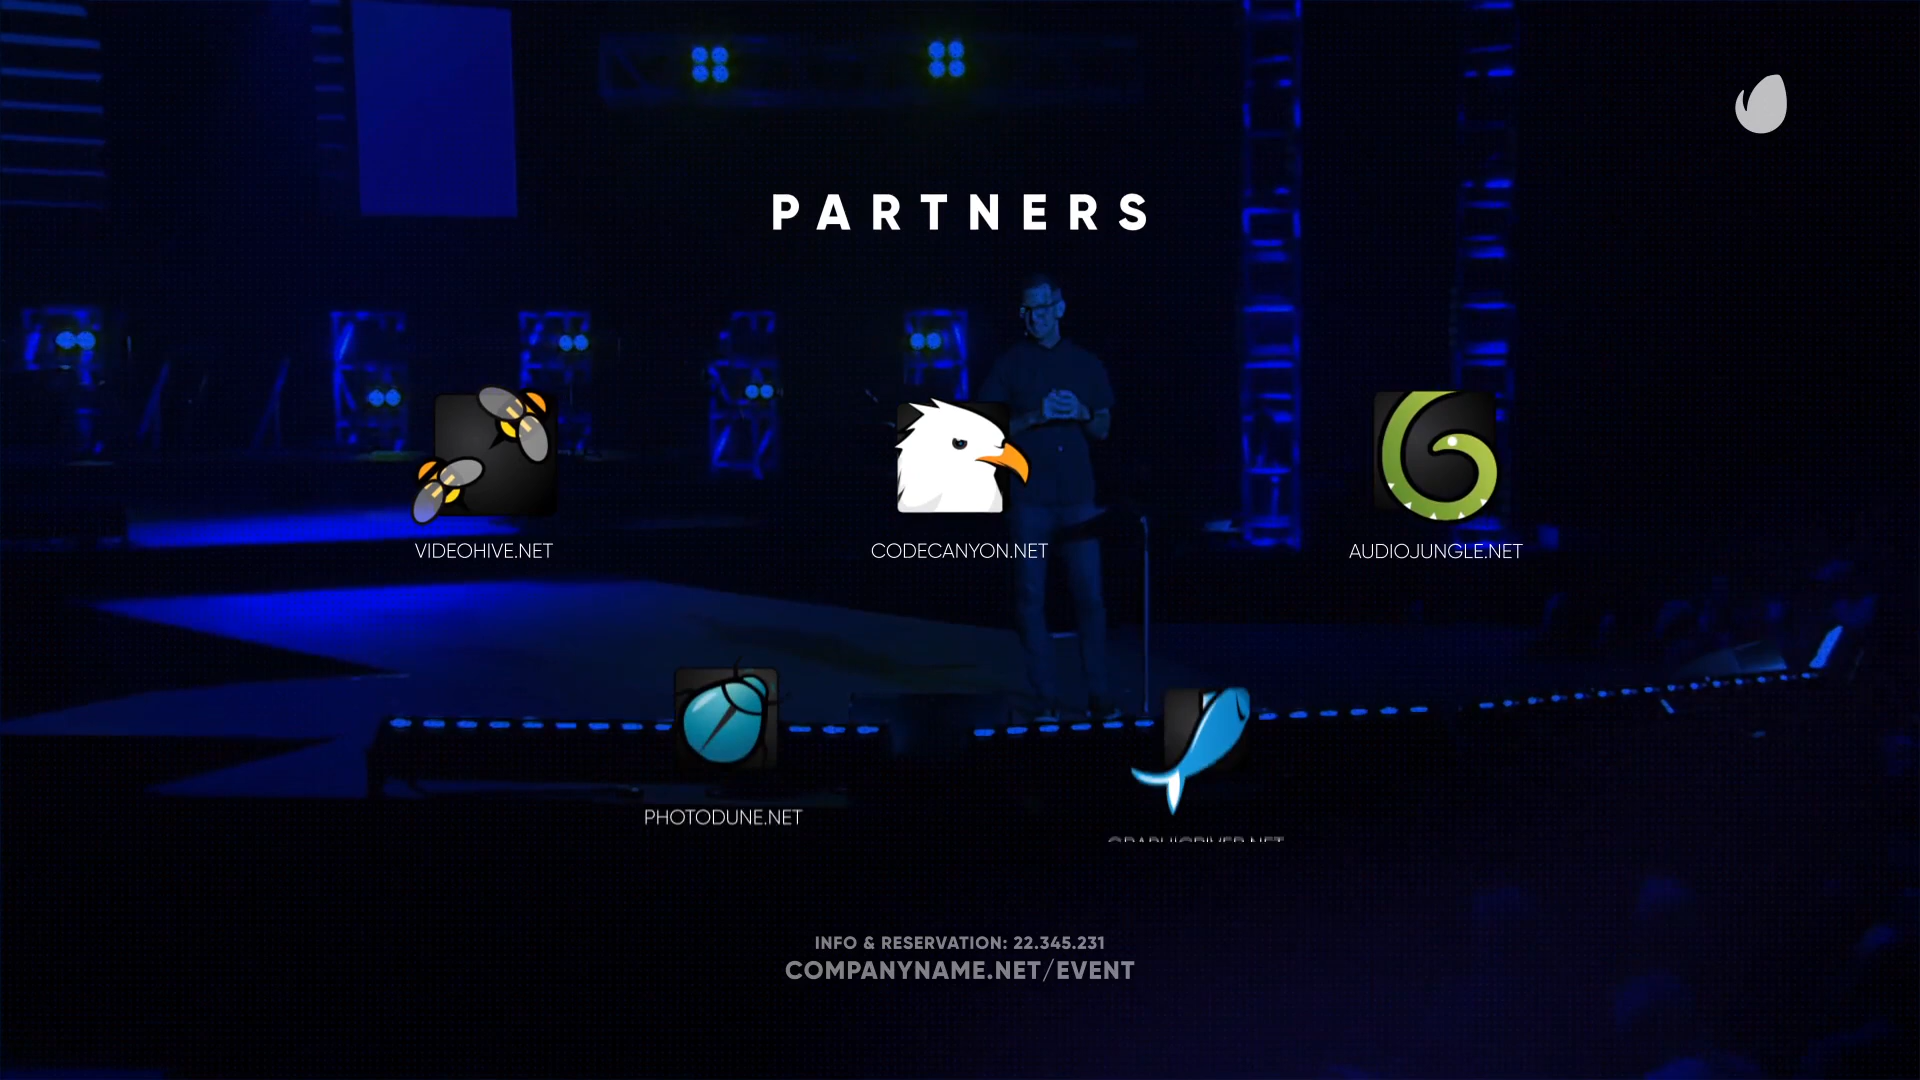 PARTNERS
VIDEOHIVE.NET
CODECANYON.NET
AUDIOJUNGLE.NET
PHOTODUNE.NET
INFO & RESERVATION: 22.345.231
COMPANYNAME.NET/EVENT